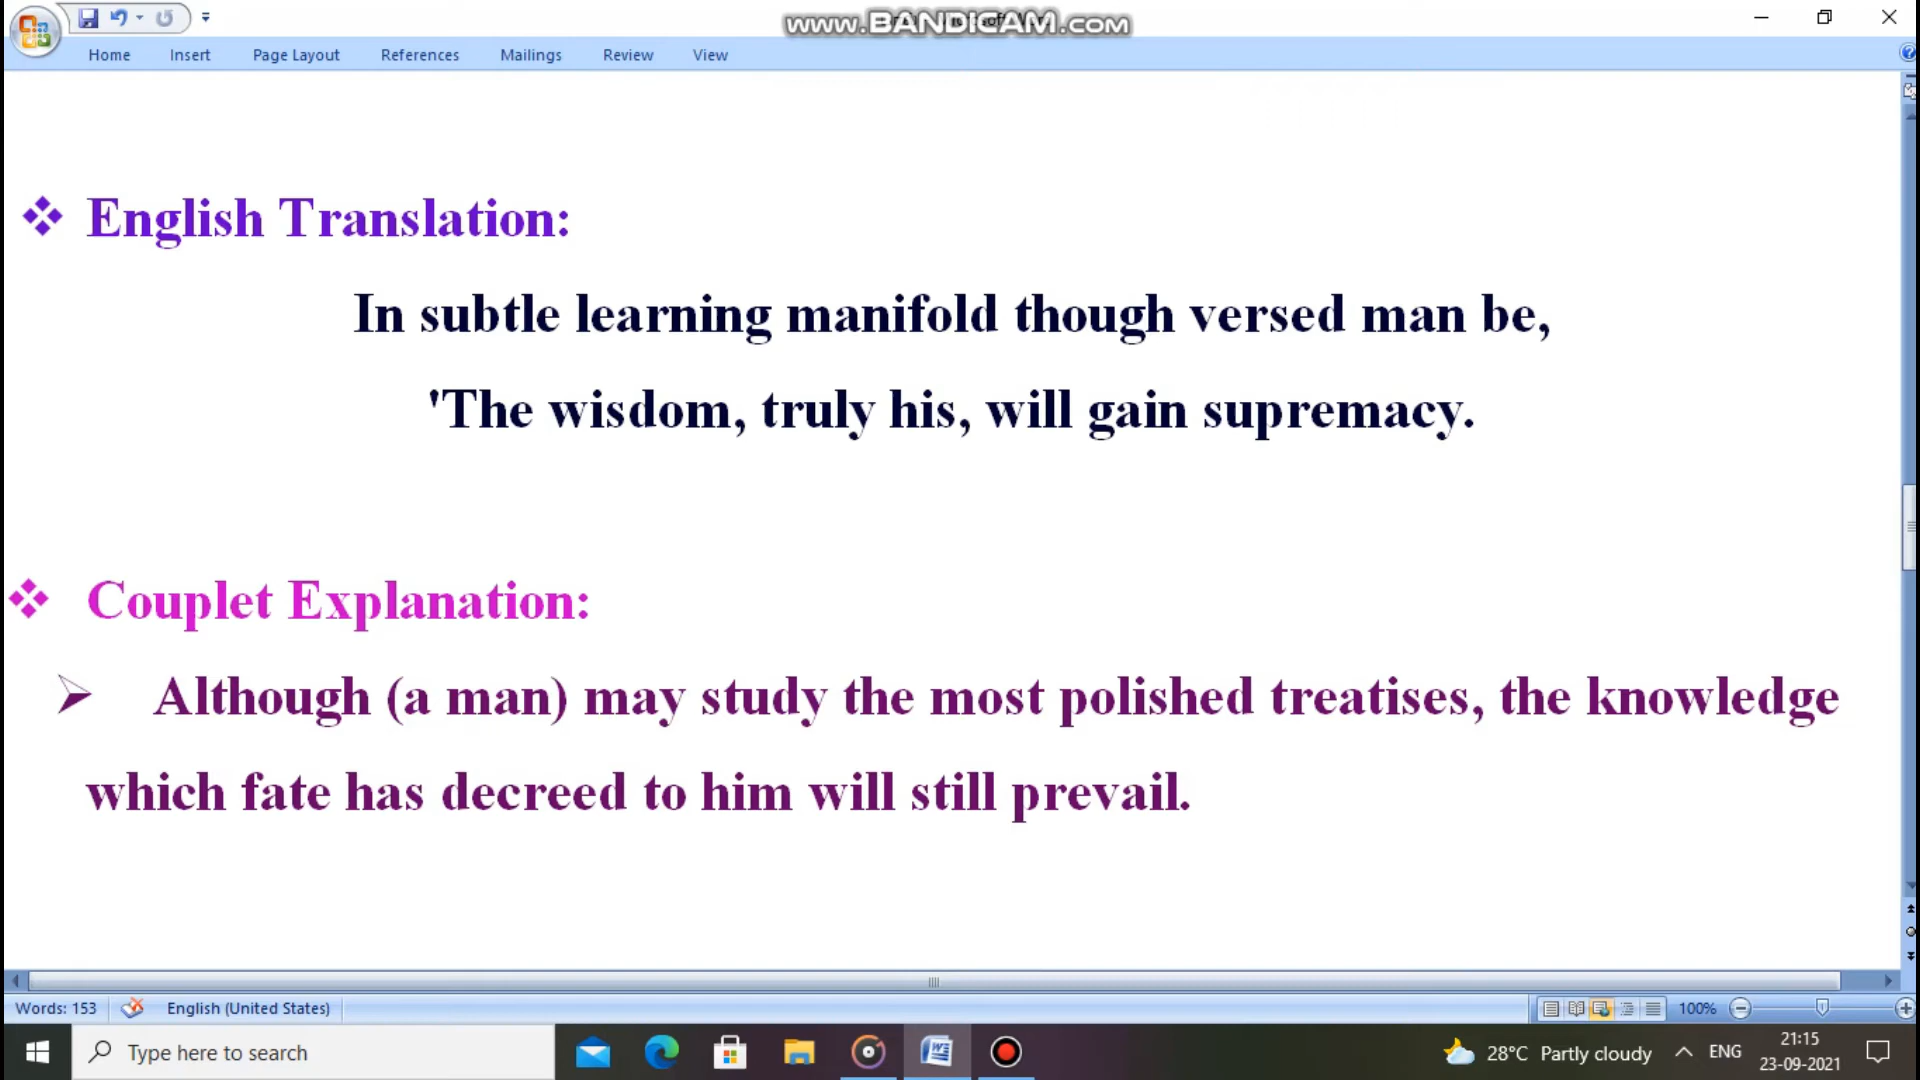 www.BANDICAM.com
Home Insert Page Layout References Mailings Review View
English Translation:
In subtle learning manifold though versed man be,
'The wisdom, truly his, will gain supremacy.
Couplet Explanation:
Although (a man) may study the most polished treatises, the knowledge
which fate has decreed to him will still prevail.
Words: 153 English (United States) 100%
Type here to search 28°C Partly cloudy ENG 21:15
23-09-2021